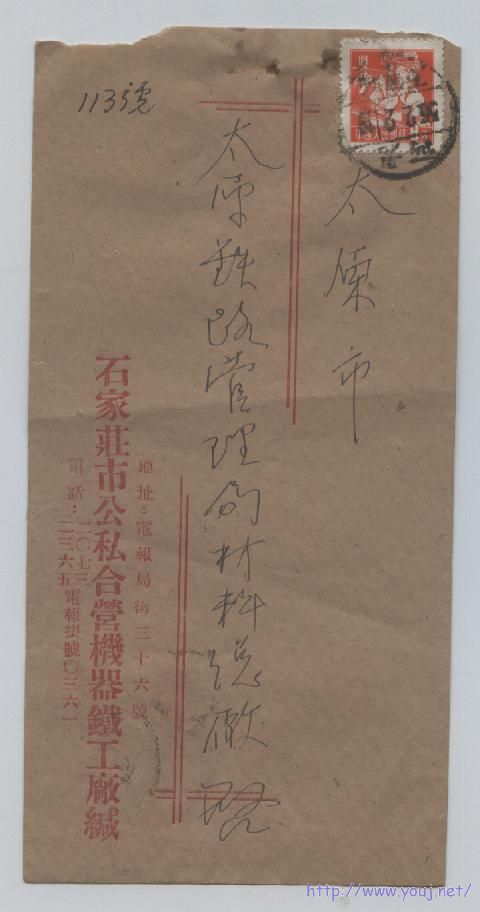 113號
太原市
太原鉄路管理局材料總廠啓
地址：電報局街三十六號
石家莊市公私合營機器鐵工廠緘
電話：二〇七三
二三六五
電報掛號〇三六一
http://www.youj.net/